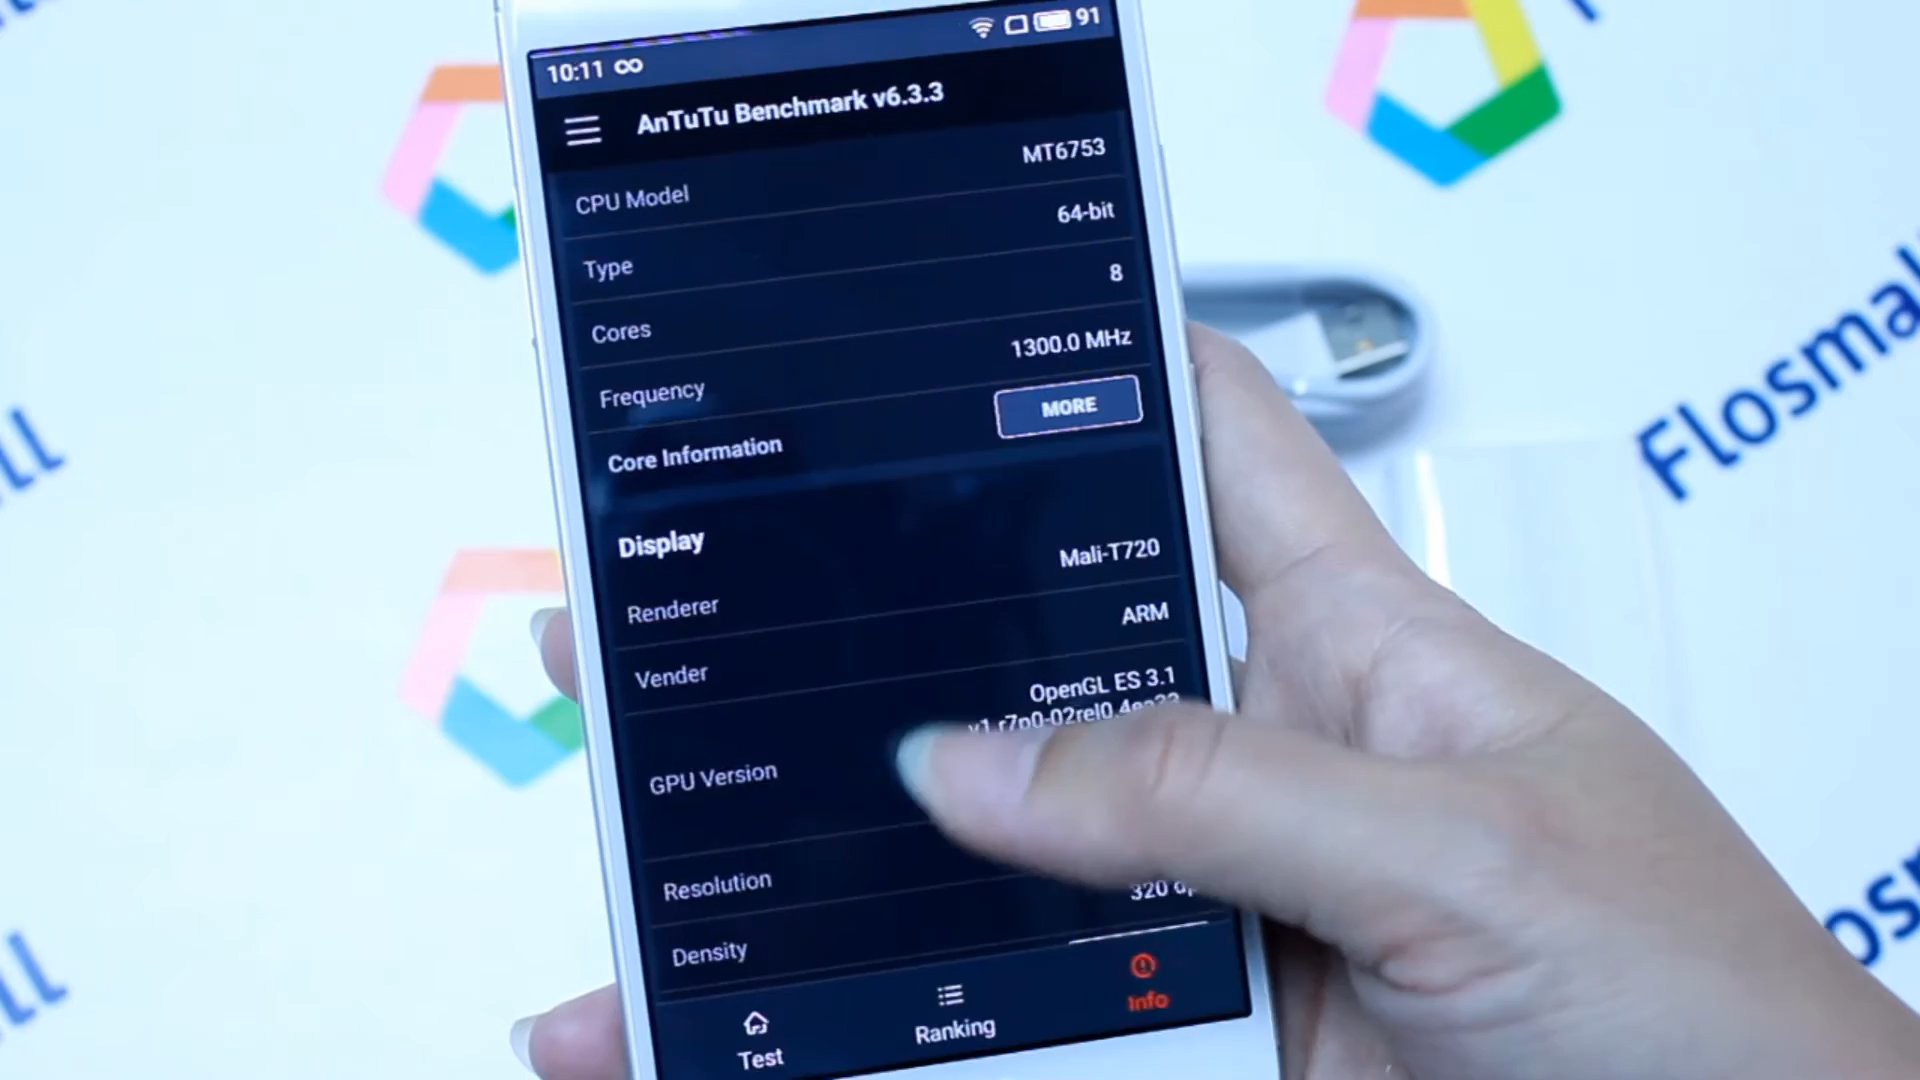 10:11
91
AnTuTu Benchmark v6.3.3
CPU Model MT6753
Type 64-bit
Cores 8
Frequency 1300.0 MHz
Core Information MORE
Display
Renderer Mali-T720
Vender ARM
OpenGL ES 3.1
GPU Version
Resolution
Density 320
Test Ranking Info
Flosmal